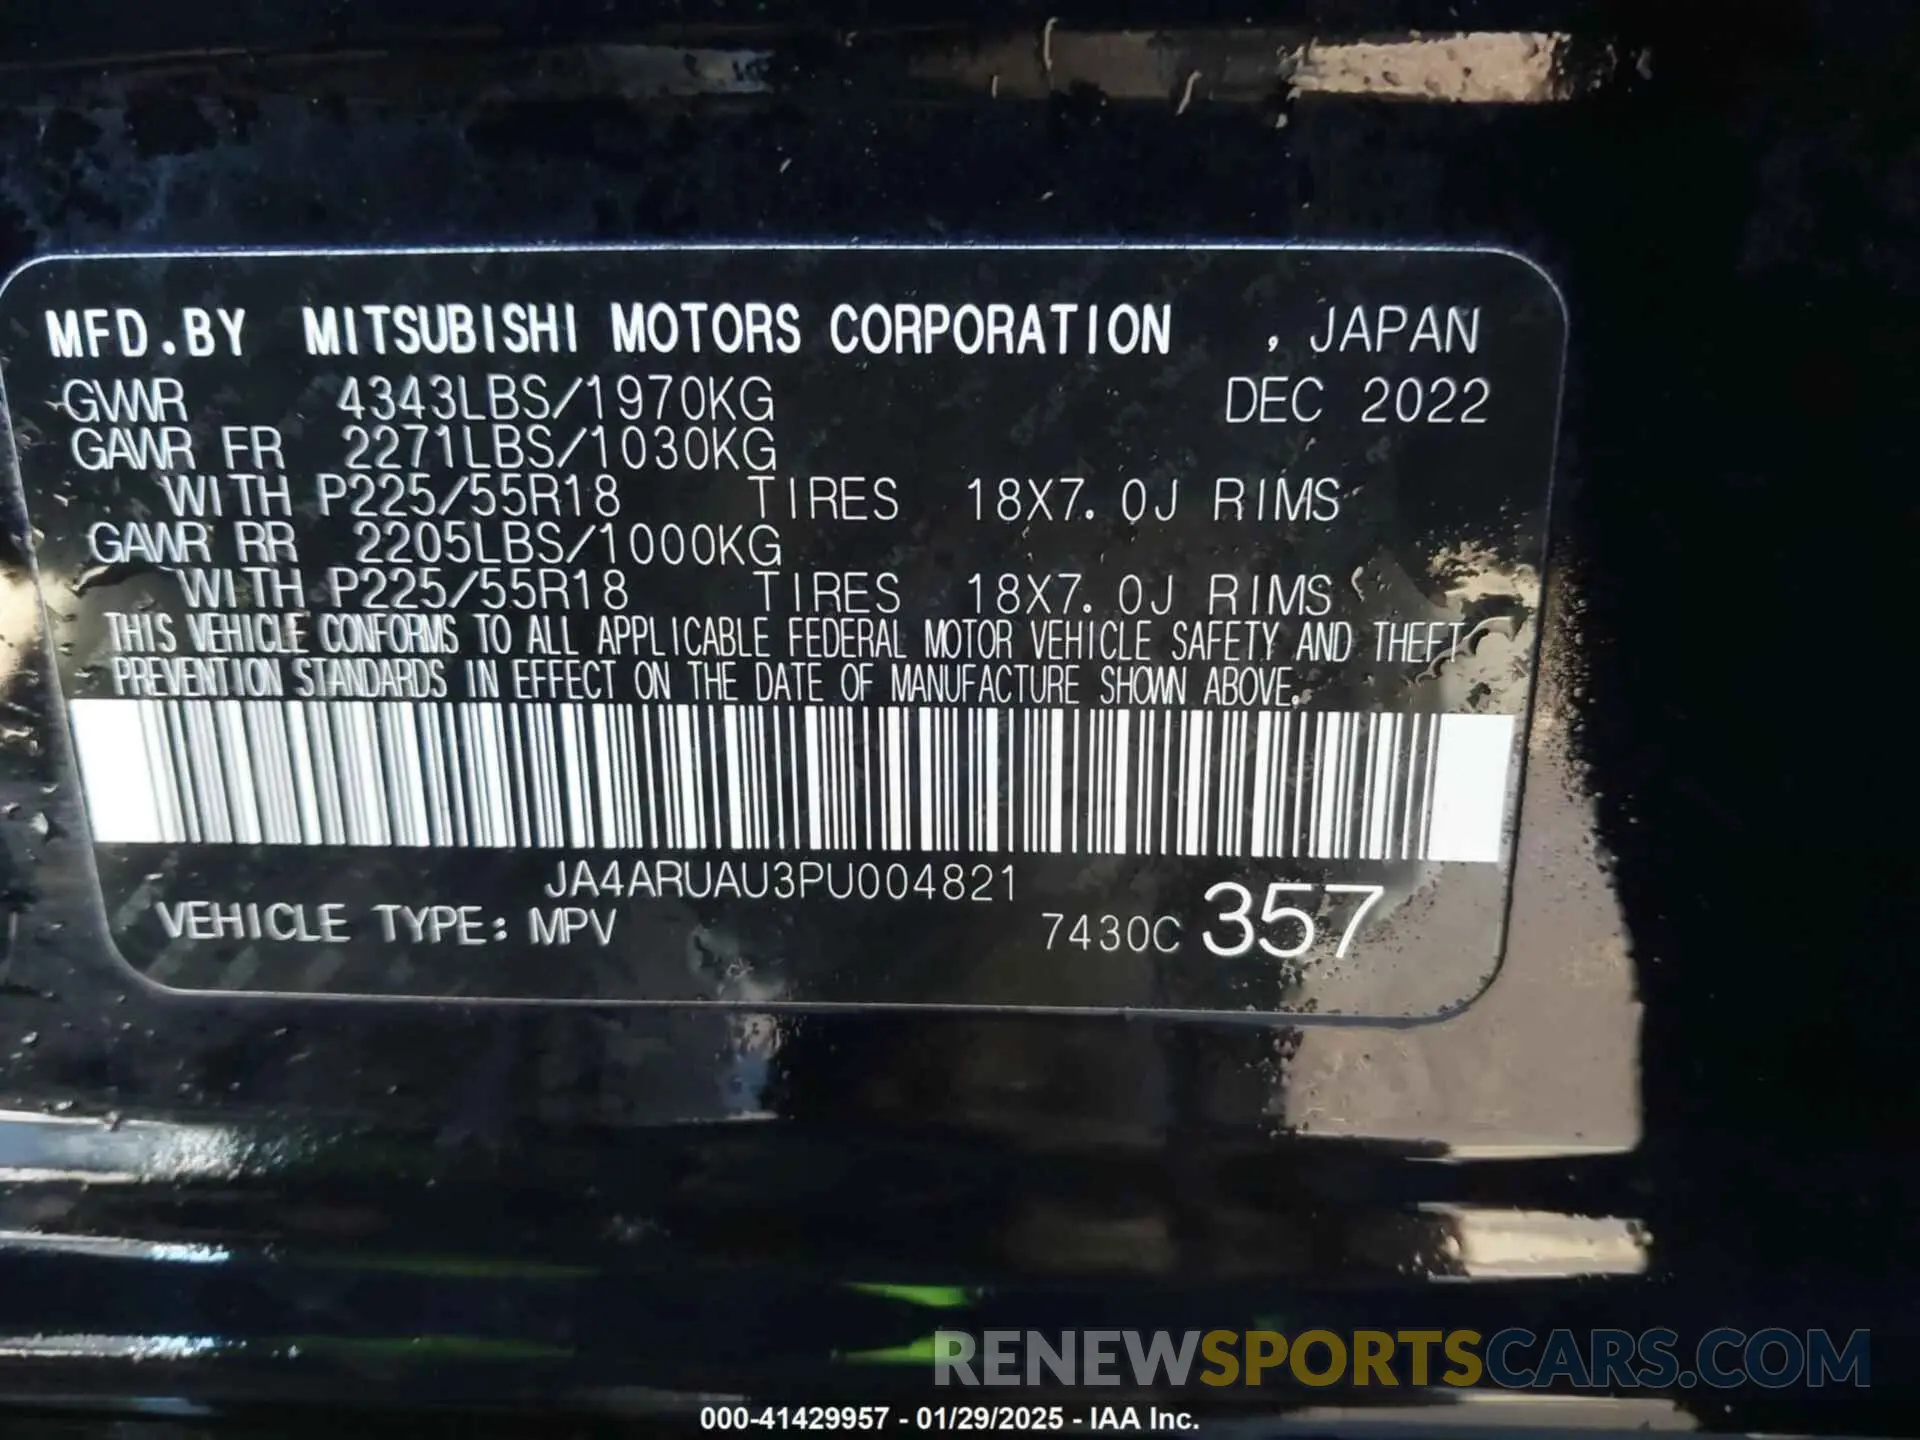 MFD.BY MITSUBISHI MOTORS CORPORATION , JAPAN
GVWR 4343LBS/1970KG DEC 2022
GAWR FR 2271LBS/1030KG
WITH P225/55R18 TIRES 18X7.0J RIMS
GAWR RR 2205LBS/1000KG
WITH P225/55R18 TIRES 18X7.0J RIMS
THIS VEHICLE CONFORMS TO ALL APPLICABLE FEDERAL MOTOR VEHICLE SAFETY AND THEFT
PREVENTION STANDARDS IN EFFECT ON THE DATE OF MANUFACTURE SHOWN ABOVE.
JA4ARUAU3PU004821
VEHICLE TYPE: MPV 7430C 357
RENEWSPORTSCARS.COM
000-41429957 - 01/29/2025 - IAA Inc.